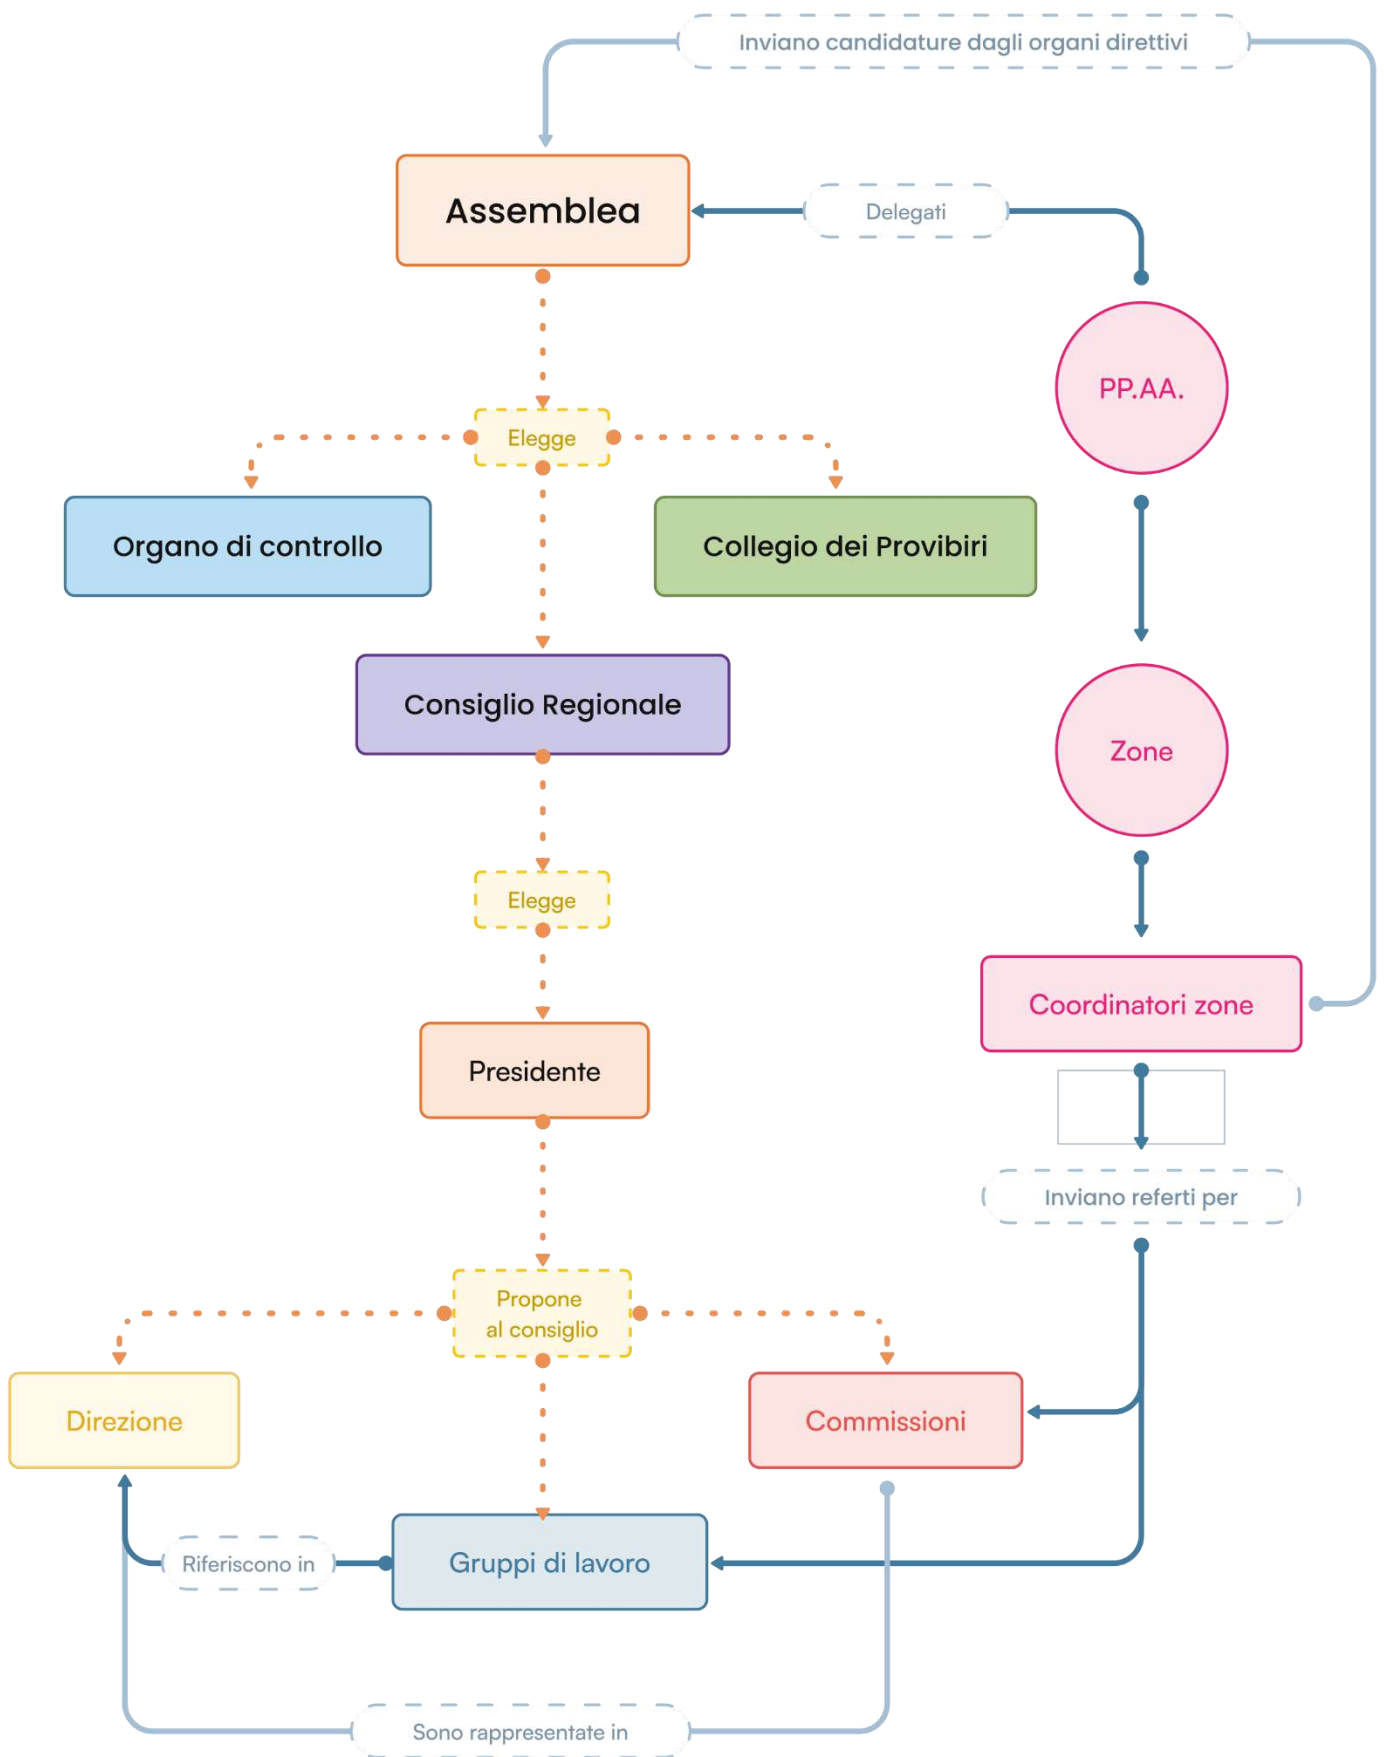 Inviano candidature dagli organi direttivi
Assemblea
Delegati
PP.AA.
Elegge
Organo di controllo
Collegio dei Provibiri
Consiglio Regionale
Zone
Elegge
Coordinatori zone
Presidente
Inviano referti per
Propone
al consiglio
Direzione
Commissioni
Riferiscono in
Gruppi di lavoro
Sono rappresentate in